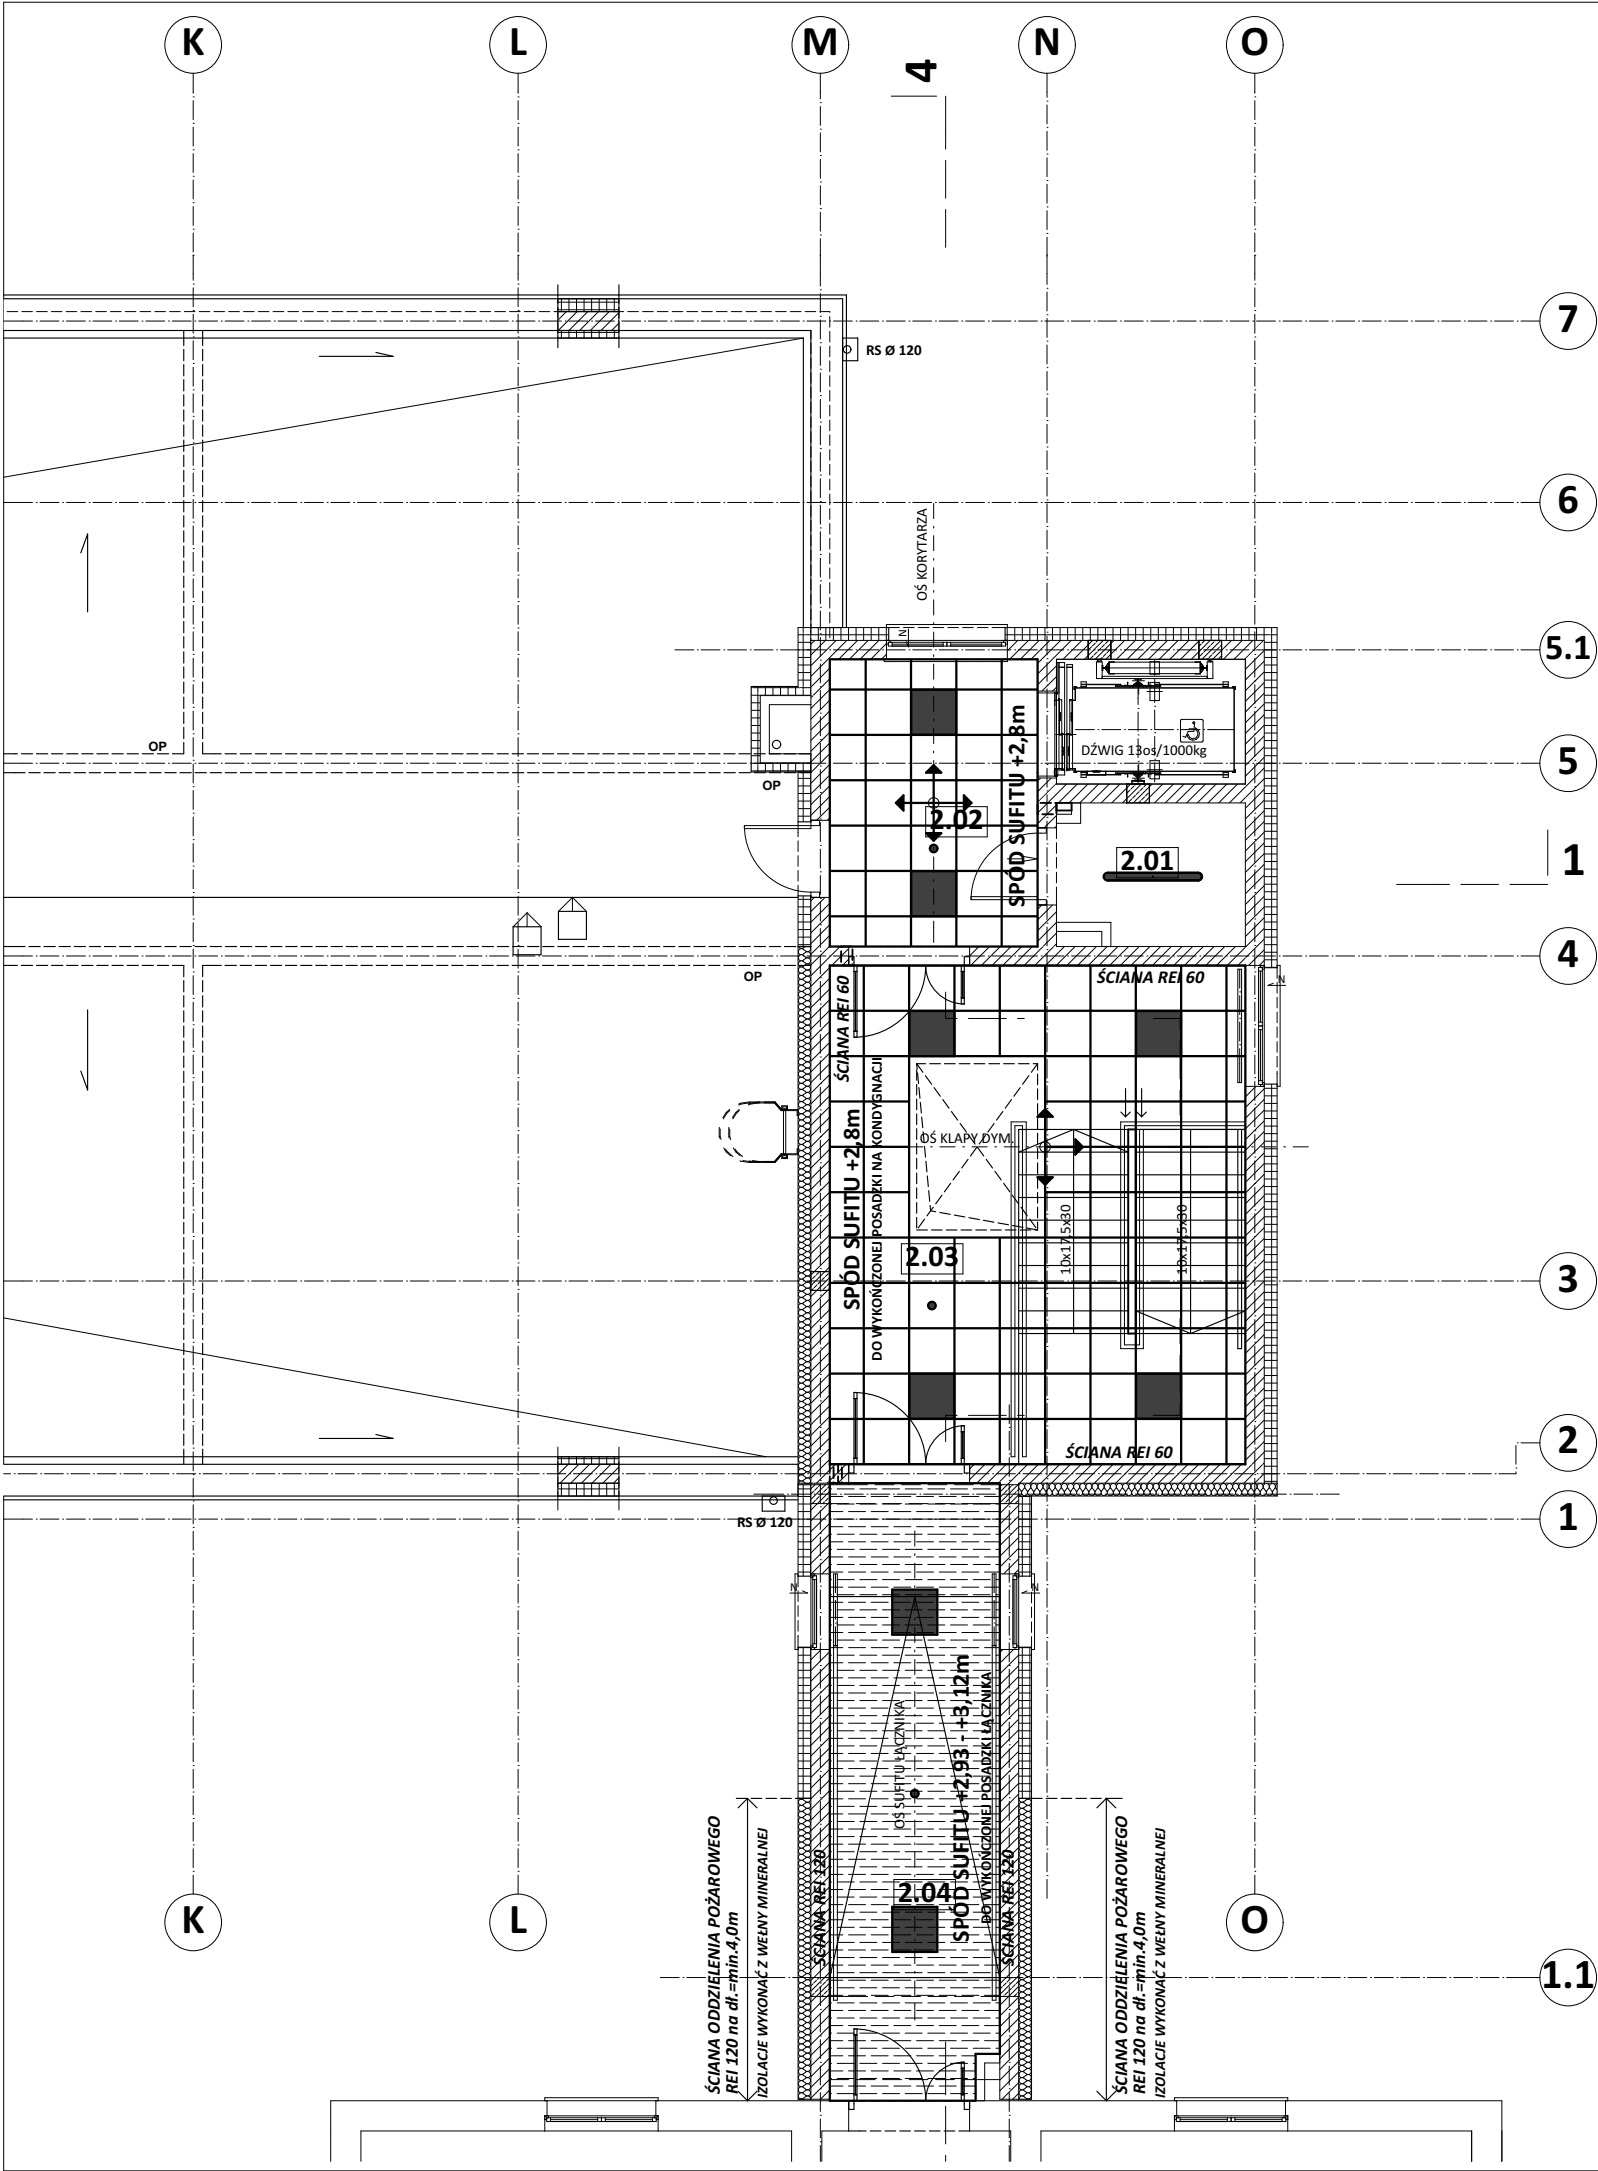 K
L
M
N
O
4
7
RS Ø 120
6
OŚ KORYTARZA
N
5.1
SPÓD SUFITU +2,8m
DŹWIG 13os/1000kg
OP
5
OP
2.02
2.01
1
4
OP
ŚCIANA REI 60
ŚCIANA REI 60
N
SPÓD SUFITU +2,8m
DO WYKOŃCZONEJ POSADZKI NA KONDYGNACJI
OŚ KLAPY DYM.
10x17,5x30
10x17,5x30
2.03
3
ŚCIANA REI 60
2
RS Ø 120
1
N
N
OŚ SUFITU ŁĄCZNIKA
SPÓD SUFITU +2,93 - +3,12m
DO WYKOŃCZONEJ POSADZKI ŁĄCZNIKA
ŚCIANA REI 120
ŚCIANA REI 120
2.04
ŚCIANA ODDZIELENIA POŻAROWEGO
REI 120 na dł.=min.4,0m
IZOLACJE WYKONAĆ Z WEŁNY MINERALNEJ
ŚCIANA ODDZIELENIA POŻAROWEGO
REI 120 na dł.=min.4,0m
IZOLACJE WYKONAĆ Z WEŁNY MINERALNEJ
K
L
O
1.1